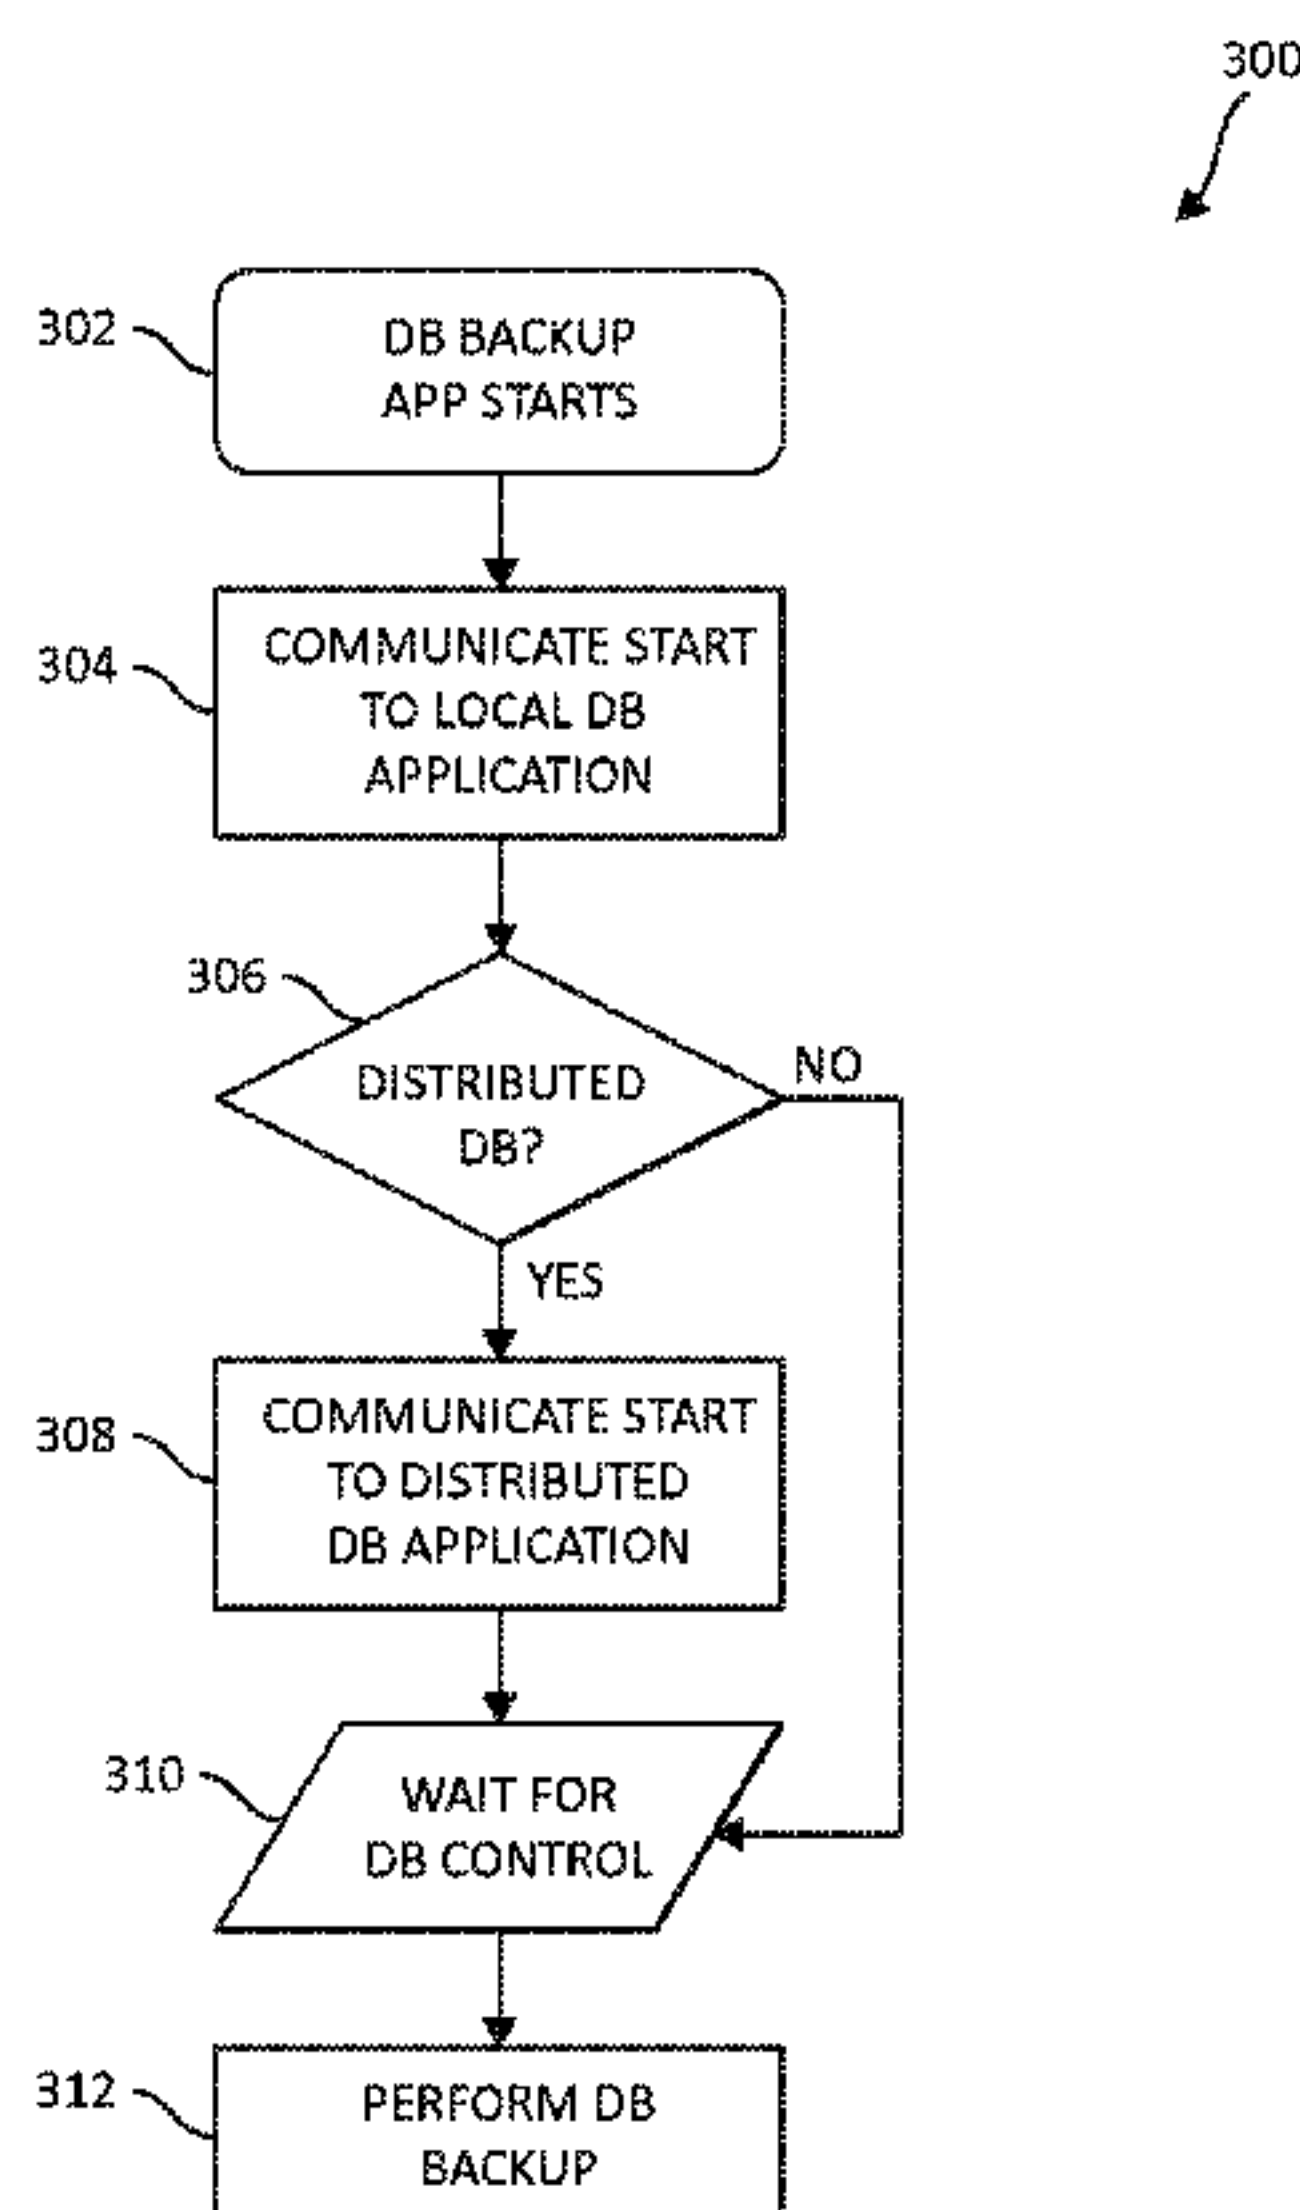 300
302
DB BACKUP
APP STARTS
304
COMMUNICATE START
TO LOCAL DB
APPLICATION
306
DISTRIBUTED
DB?
NO
YES
308
COMMUNICATE START
TO DISTRIBUTED
DB APPLICATION
310
WAIT FOR
DB CONTROL
312
PERFORM DB
BACKUP